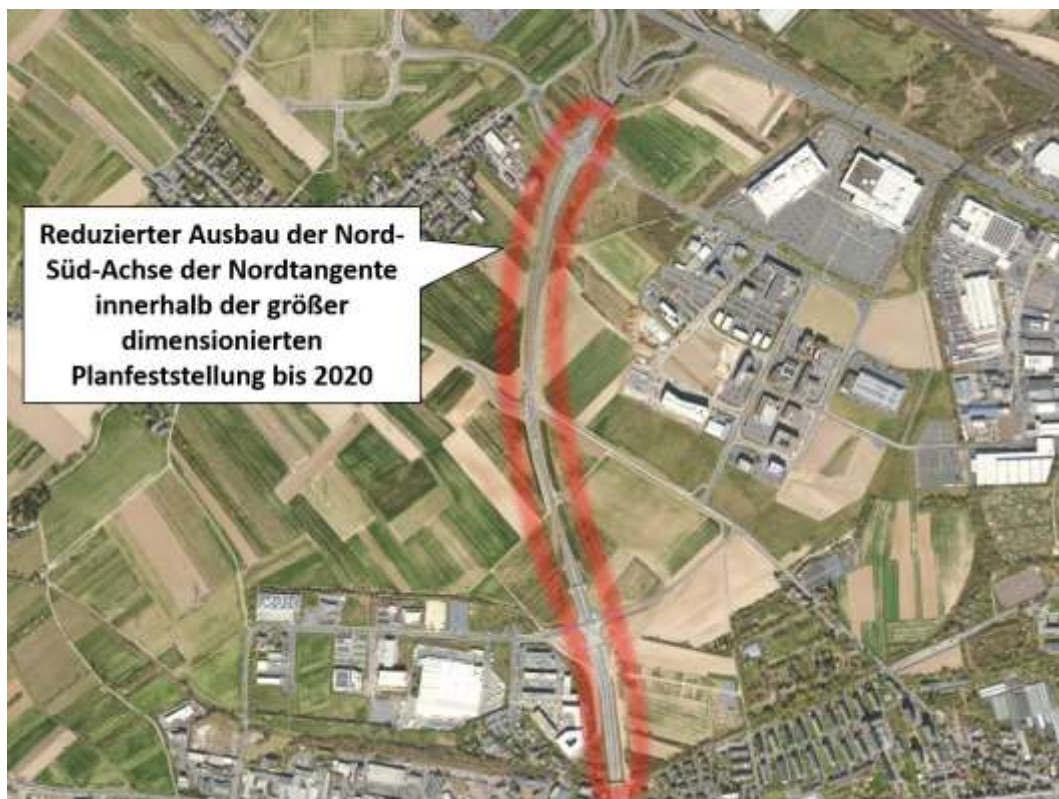 Reduzierter Ausbau der Nord-
Süd-Achse der Nordtangente
innerhalb der größer
dimensionierten
Planfeststellung bis 2020